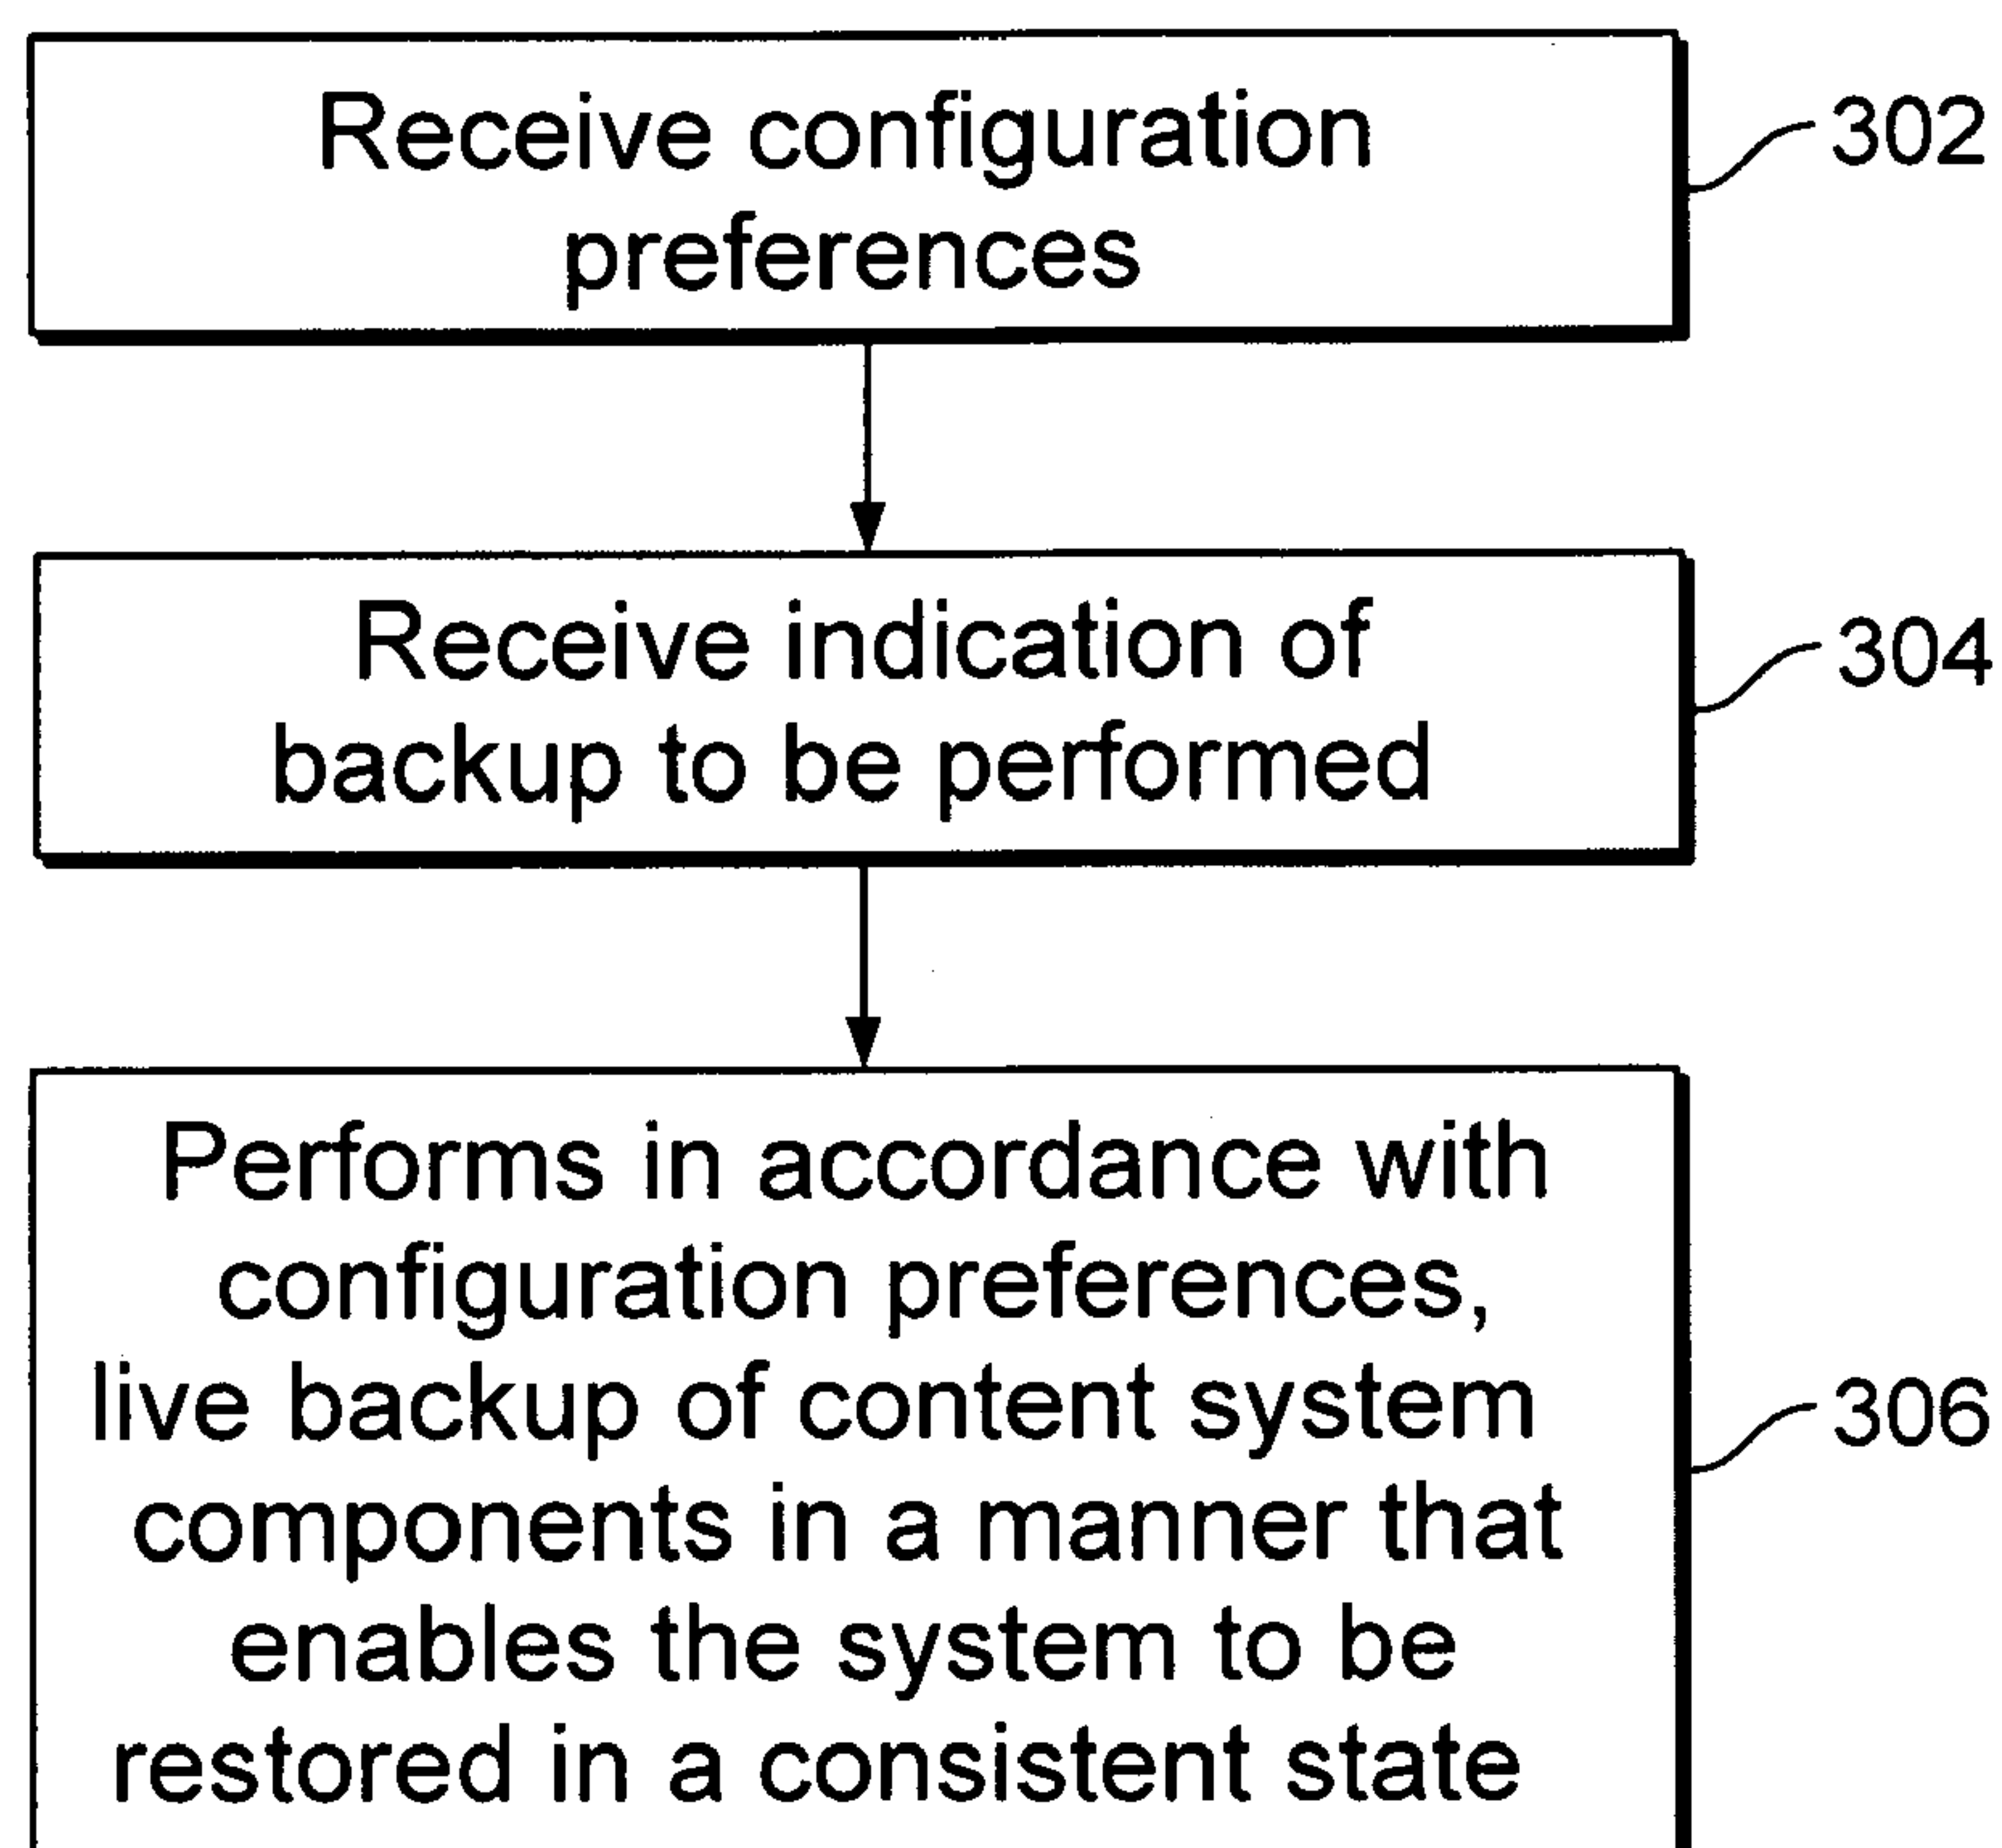 Receive configuration
preferences
302
Receive indication of
backup to be performed
304
Performs in accordance with
configuration preferences,
live backup of content system
components in a manner that
enables the system to be
restored in a consistent state
306